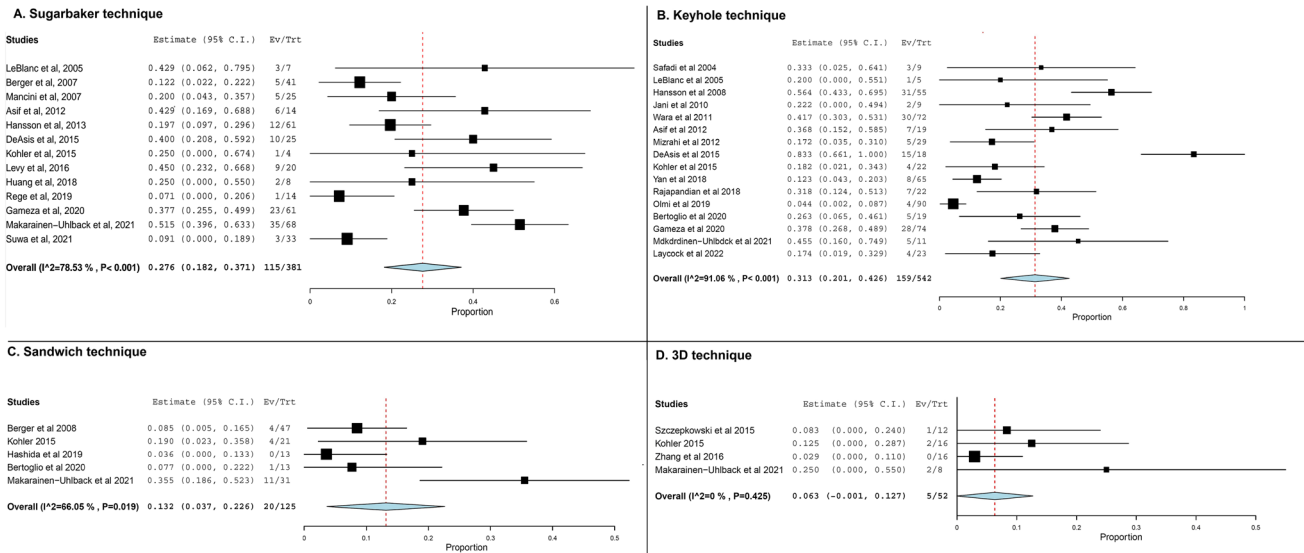 A. Sugarbaker technique
Studies Estimate (95% C.I.) Ev/Trt
LeBlanc et al, 2005 0.429 (0.062, 0.795) 3/7
Berger et al, 2007 0.122 (0.022, 0.222) 5/41
Mancini et al, 2007 0.200 (0.043, 0.357) 5/25
Asif et al, 2012 0.429 (0.169, 0.688) 6/14
Hansson et al, 2013 0.197 (0.097, 0.296) 12/61
DeAsis et al, 2015 0.400 (0.208, 0.592) 10/25
Kohler et al, 2015 0.250 (0.000, 0.674) 1/4
Levy et al, 2016 0.450 (0.232, 0.668) 9/20
Huang et al, 2018 0.250 (0.000, 0.550) 2/8
Rege et al, 2019 0.071 (0.000, 0.206) 1/14
Gameza et al, 2020 0.377 (0.255, 0.499) 23/61
Makarainen-Uhlback et al, 2021 0.515 (0.396, 0.633) 35/68
Suwa et al, 2021 0.091 (0.000, 0.189) 3/33
Overall (I^2=78.53 % , P< 0.001) 0.276 (0.182, 0.371) 115/381
0 0.2 0.4 0.6
Proportion
B. Keyhole technique
Studies Estimate (95% C.I.) Ev/Trt
Safadi et al 2004 0.333 (0.025, 0.641) 3/9
LeBlanc et al 2005 0.200 (0.000, 0.551) 1/5
Hansson et al 2008 0.564 (0.433, 0.695) 31/55
Jani et al 2010 0.222 (0.000, 0.494) 2/9
Wara et al 2011 0.417 (0.303, 0.531) 30/72
Asif et al 2012 0.368 (0.152, 0.585) 7/19
Mizrahi et al 2012 0.172 (0.035, 0.310) 5/29
DeAsis et al 2015 0.833 (0.661, 1.000) 15/18
Kohler et al 2015 0.182 (0.021, 0.343) 4/22
Yan et al 2018 0.123 (0.043, 0.203) 8/65
Rajapandian et al 2018 0.318 (0.124, 0.513) 7/22
Olmi et al 2019 0.044 (0.002, 0.087) 4/90
Bertoglio et al 2020 0.263 (0.065, 0.461) 5/19
Gameza et al 2020 0.378 (0.268, 0.489) 28/74
Mdkdrdinen-Uhlbdck et al 2021 0.455 (0.160, 0.749) 5/11
Laycock et al 2022 0.174 (0.019, 0.329) 4/23
Overall (I^2=91.06 % , P< 0.001) 0.313 (0.201, 0.426) 159/542
0 0.2 0.4 0.6 0.8 1
Proportion
C. Sandwich technique
Studies Estimate (95% C.I.) Ev/Trt
Berger et al 2008 0.085 (0.005, 0.165) 4/47
Kohler 2015 0.190 (0.023, 0.358) 4/21
Hashida et al 2019 0.036 (0.000, 0.133) 0/13
Bertoglio et al 2020 0.077 (0.000, 0.222) 1/13
Makarainen-Uhlback et al 2021 0.355 (0.186, 0.523) 11/31
Overall (I^2=66.05 % , P=0.019) 0.132 (0.037, 0.226) 20/125
0 0.1 0.2 0.3 0.4 0.5
Proportion
D. 3D technique
Studies Estimate (95% C.I.) Ev/Trt
Szczepkowski et al 2015 0.083 (0.000, 0.240) 1/12
Kohler 2015 0.125 (0.000, 0.287) 2/16
Zhang et al 2016 0.029 (0.000, 0.110) 0/16
Makarainen-Uhlback et al 2021 0.250 (0.000, 0.550) 2/8
Overall (I^2=0 % , P=0.425) 0.063 (-0.001, 0.127) 5/52
0 0.1 0.2 0.3 0.4 0.5
Proportion